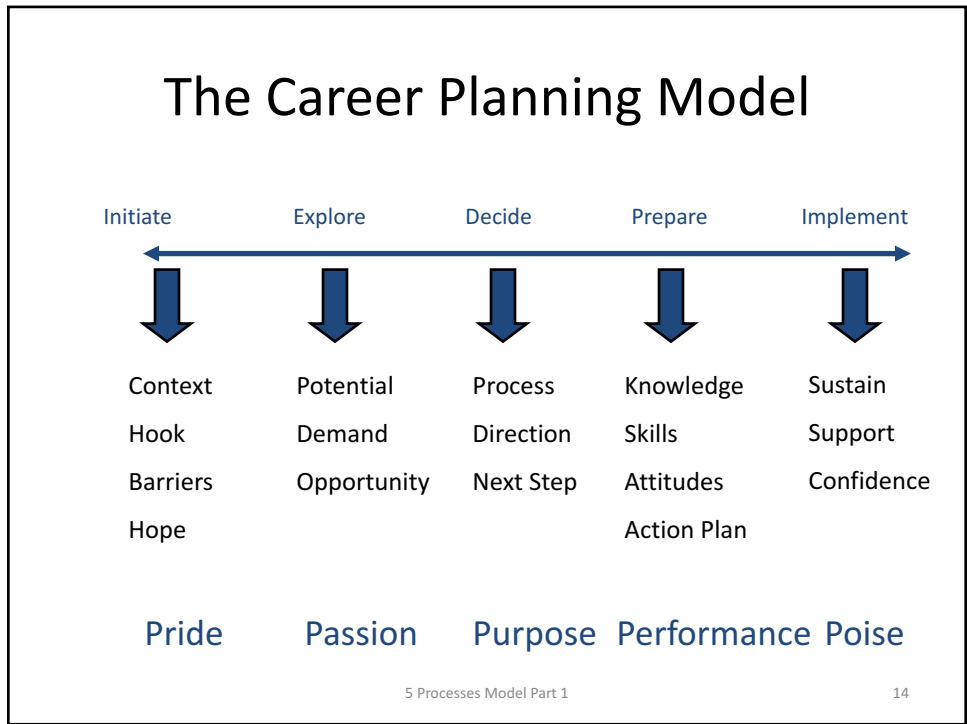 The Career Planning Model
Initiate Explore Decide Prepare Implement
Context Potential Process Knowledge Sustain
Hook Demand Direction Skills Support
Barriers Opportunity Next Step Attitudes Confidence
Hope Action Plan
Pride Passion Purpose Performance Poise
5 Processes Model Part 1 14